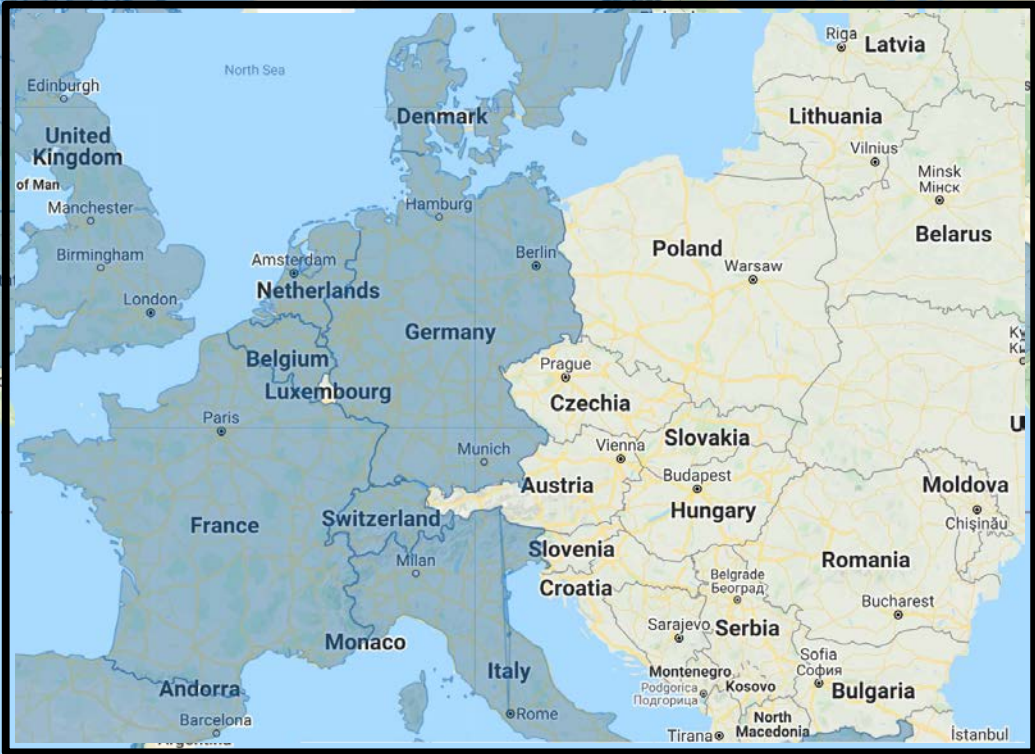 Riga
Latvia
North Sea
Edinburgh
Denmark
Lithuania
United
Kingdom
Vilnius
Minsk
Мінск
of Man
Manchester
Hamburg
Belarus
Birmingham
Amsterdam
Berlin
Poland
Warsaw
Netherlands
London
Germany
Belgium
Prague
Luxembourg
Czechia
Paris
Slovakia
Munich
Vienna
Budapest
Austria
Moldova
Hungary
Chișinău
France
Switzerland
Slovenia
Milan
Romania
Croatia
Belgrade
Београд
Bucharest
Sarajevo
Serbia
Monaco
Sofia
София
Italy
Montenegro
Kosovo
Podgorica
Подгорица
Andorra
Bulgaria
Rome
North
Macedonia
Barcelona
Tirana
İstanbul